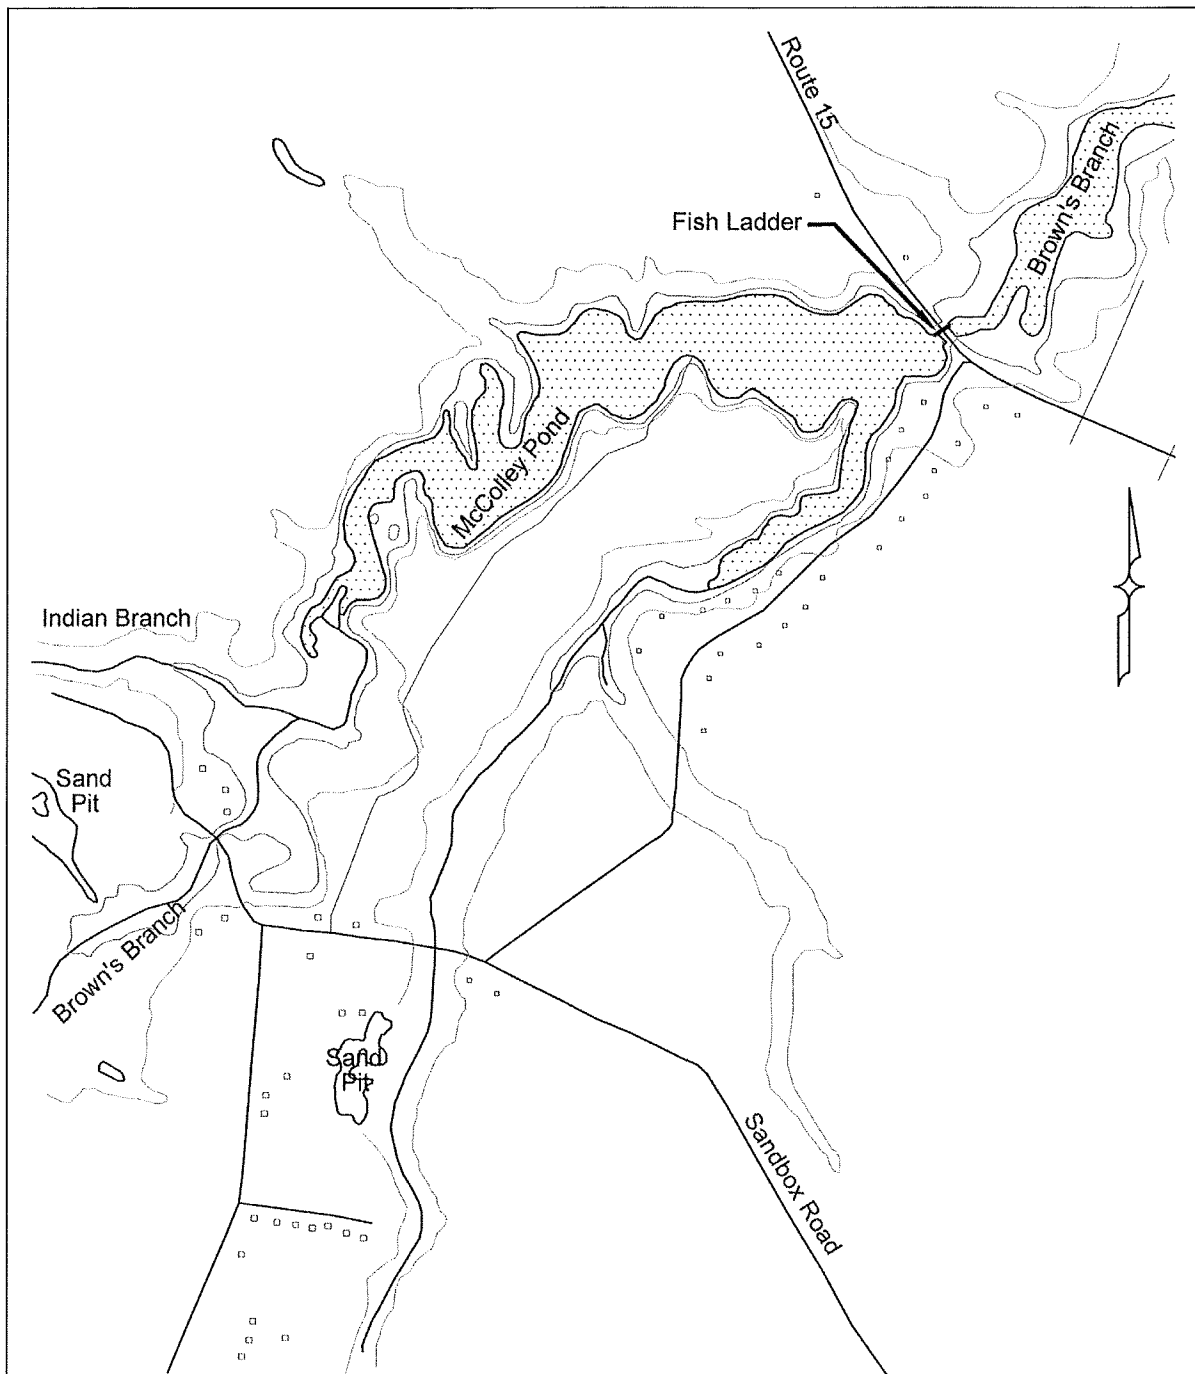 Route 15
Brown's Branch
Fish Ladder
McColley Pond
Indian Branch
Sand
Pit
Brown's Branch
Sand
Pit
Sandbox Road